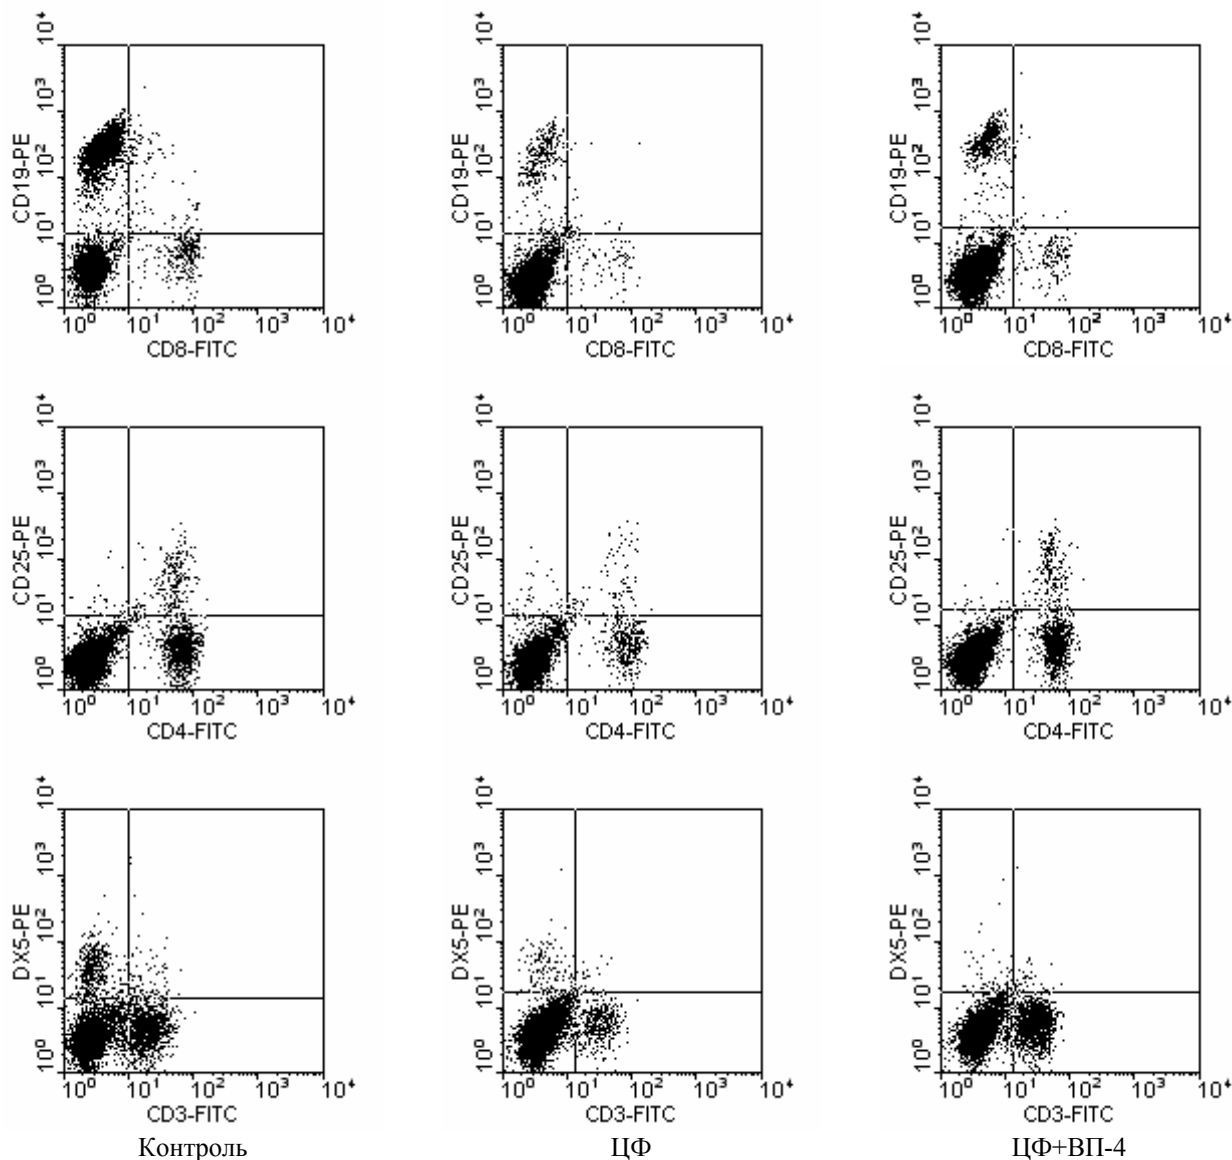 10⁴ 10⁴ 10⁴
10³ 10³ 10³
CD19-PE CD19-PE CD19-PE
10² 10² 10²
10¹ 10¹ 10¹
10⁰ 10⁰ 10⁰
10⁰ 10¹ 10² 10³ 10⁴ 10⁰ 10¹ 10² 10³ 10⁴ 10⁰ 10¹ 10² 10³ 10⁴
CD8-FITC CD8-FITC CD8-FITC
10⁴ 10⁴ 10⁴
10³ 10³ 10³
CD25-PE CD25-PE CD25-PE
10² 10² 10²
10¹ 10¹ 10¹
10⁰ 10⁰ 10⁰
10⁰ 10¹ 10² 10³ 10⁴ 10⁰ 10¹ 10² 10³ 10⁴ 10⁰ 10¹ 10² 10³ 10⁴
CD4-FITC CD4-FITC CD4-FITC
10⁴ 10⁴ 10⁴
10³ 10³ 10³
DX5-PE DX5-PE DX5-PE
10² 10² 10²
10¹ 10¹ 10¹
10⁰ 10⁰ 10⁰
10⁰ 10¹ 10² 10³ 10⁴ 10⁰ 10¹ 10² 10³ 10⁴ 10⁰ 10¹ 10² 10³ 10⁴
CD3-FITC CD3-FITC CD3-FITC
Контроль ЦФ ЦФ+ВП-4